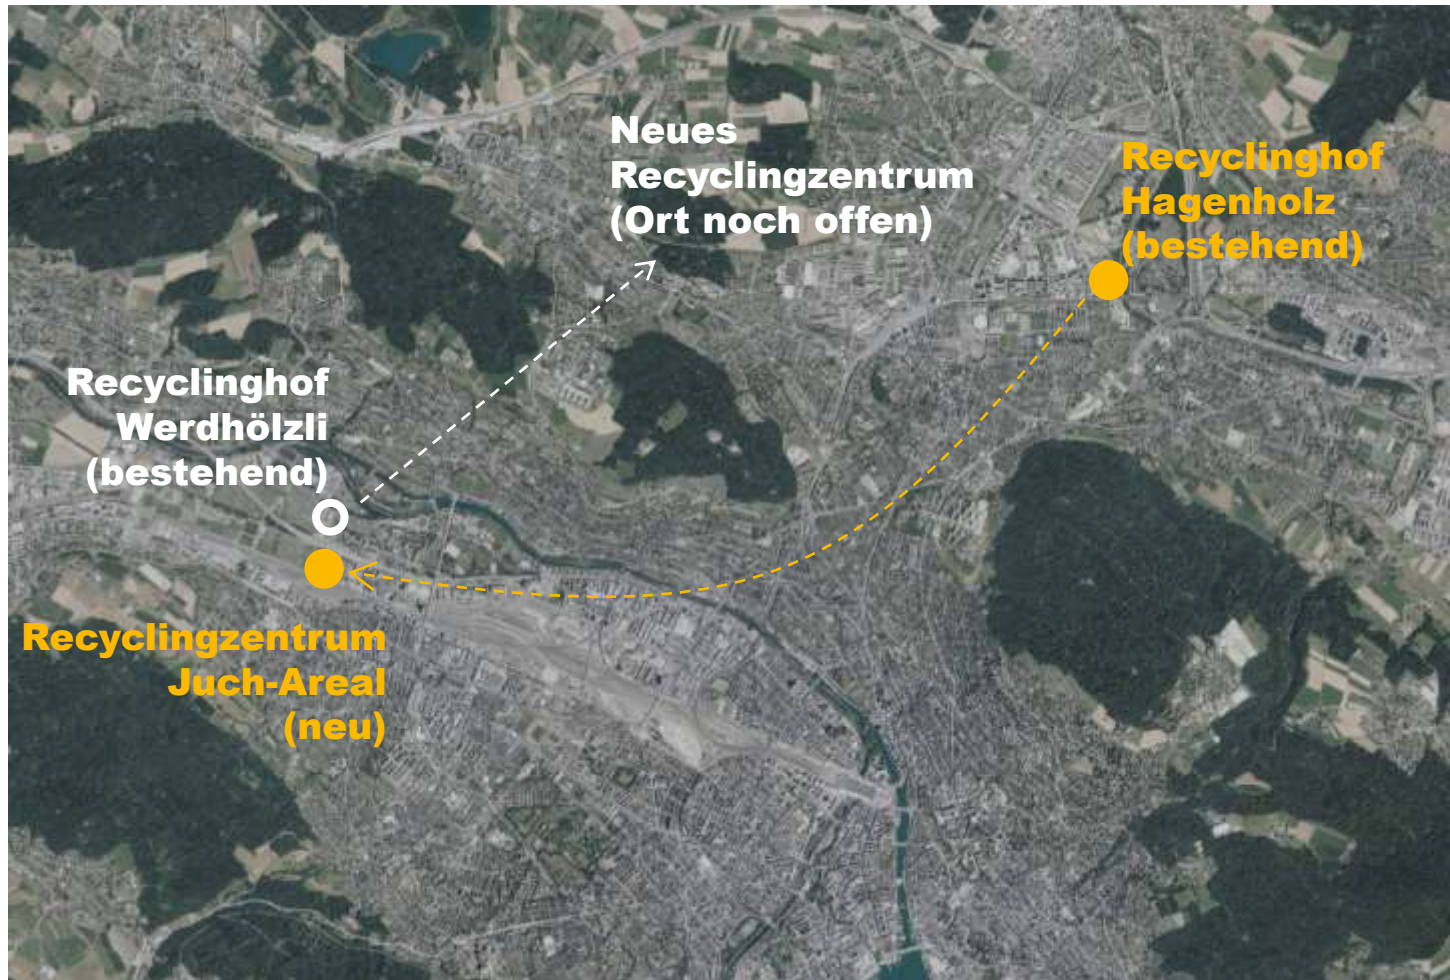 Neues
Recyclingzentrum
(Ort noch offen)
Recyclinghof
Hagenholz
(bestehend)
Recyclinghof
Werdhölzli
(bestehend)
Recyclingzentrum
Juch-Areal
(neu)